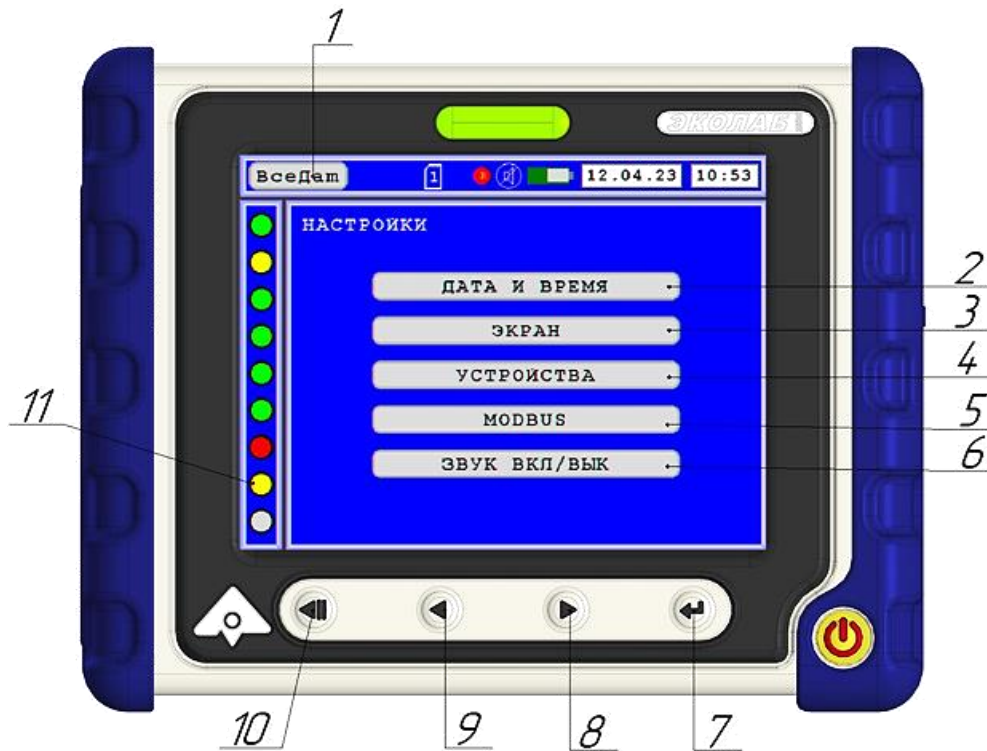 1
ЭКОЛАБ
ВсеДат 1 12.04.23 10:53
НАСТРОЙКИ
ДАТА И ВРЕМЯ 2
ЭКРАН 3
УСТРОЙСТВА 4
MODBUS 5
ЗВУК ВКЛ/ВЫК 6
11
10 9 8 7